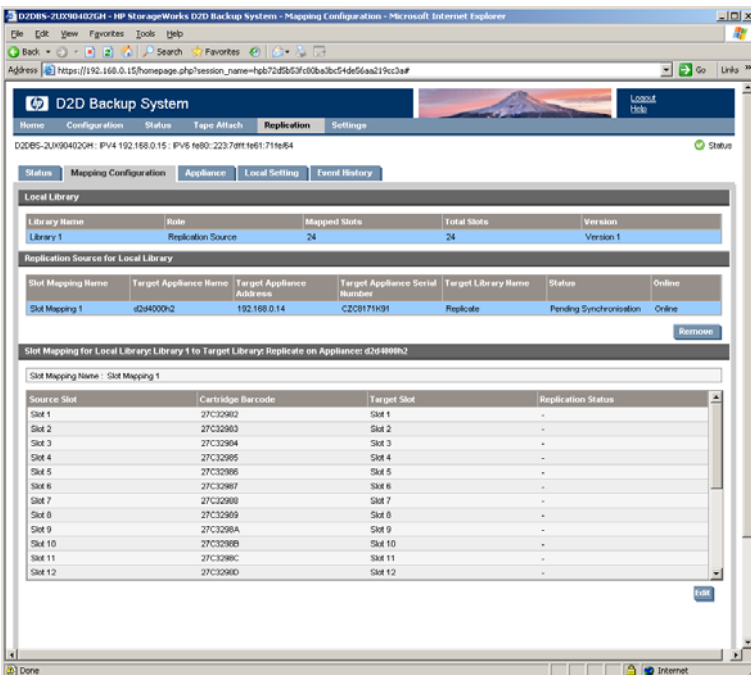 D2DBS-2UX90402GH - HP StorageWorks D2D Backup System - Mapping Configuration - Microsoft Internet Explorer
File Edit View Favorites Tools Help
Back Search Favorites
Address https://192.168.0.15/homepage.php?session_name=hpb72d5b53fc80ba3bc54de56aa219cc3a# Go Links
hp D2D Backup System Logout
Help
Home Configuration Status Tape Attach Replication Settings
D2DBS-2UX90402GH : IPV4 192.168.0.15 : IPV6 fe80::223:7dff:fe61:71fe/64 Status
Status Mapping Configuration Appliance Local Setting Event History
Local Library
Library Name Role Mapped Slots Total Slots Version
Library 1 Replication Source 24 24 Version 1
Replication Source for Local Library
Slot Mapping Name Target Appliance Name Target Appliance Address Target Appliance Serial Number Target Library Name Status Online
Slot Mapping 1 d2d4000h2 192.168.0.14 CZC8171K91 Replicate Pending Synchronisation Online
Remove
Slot Mapping for Local Library: Library 1 to Target Library: Replicate on Appliance: d2d4000h2
Slot Mapping Name : Slot Mapping 1
Source Slot Cartridge Barcode Target Slot Replication Status
Slot 1 27C32982 Slot 1 -
Slot 2 27C32983 Slot 2 -
Slot 3 27C32984 Slot 3 -
Slot 4 27C32985 Slot 4 -
Slot 5 27C32986 Slot 5 -
Slot 6 27C32987 Slot 6 -
Slot 7 27C32988 Slot 7 -
Slot 8 27C32989 Slot 8 -
Slot 9 27C3298A Slot 9 -
Slot 10 27C3298B Slot 10 -
Slot 11 27C3298C Slot 11 -
Slot 12 27C3298D Slot 12 -
Edit
Done Internet